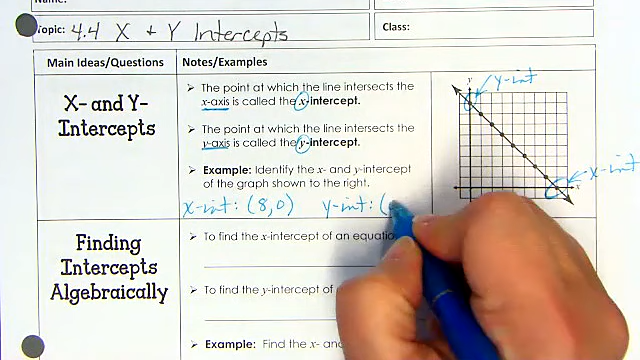 Name:
Topic: 4.4 X + Y Intercepts
Class:
Main Ideas/Questions
Notes/Examples
X- and Y-
Intercepts
➢ The point at which the line intersects the
x-axis is called the x-intercept.
➢ The point at which the line intersects the
y-axis is called the y-intercept.
➢ Example: Identify the x- and y-intercept
of the graph shown to the right.
x-int: (8,0) y-int: (
y-int
y
x-int
x
Finding
Intercepts
Algebraically
➢ To find the x-intercept of an equatio
➢ To find the y-intercept of
➢ Example: Find the x- an